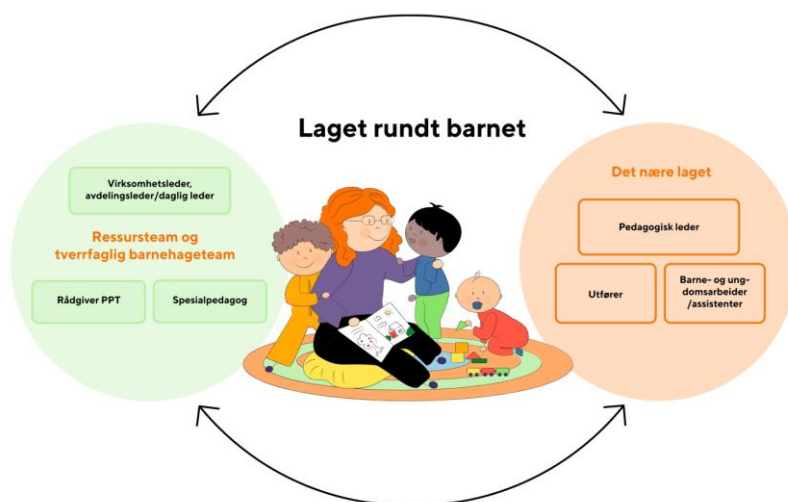 Laget rundt barnet
Virksomhetsleder,
avdelingsleder/daglig leder
Ressursteam og
tverrfaglig barnehageteam
Rådgiver PPT
Spesialpedagog
Det nære laget
Pedagogisk leder
Utfører
Barne- og ung-
domsarbeider
/assistenter